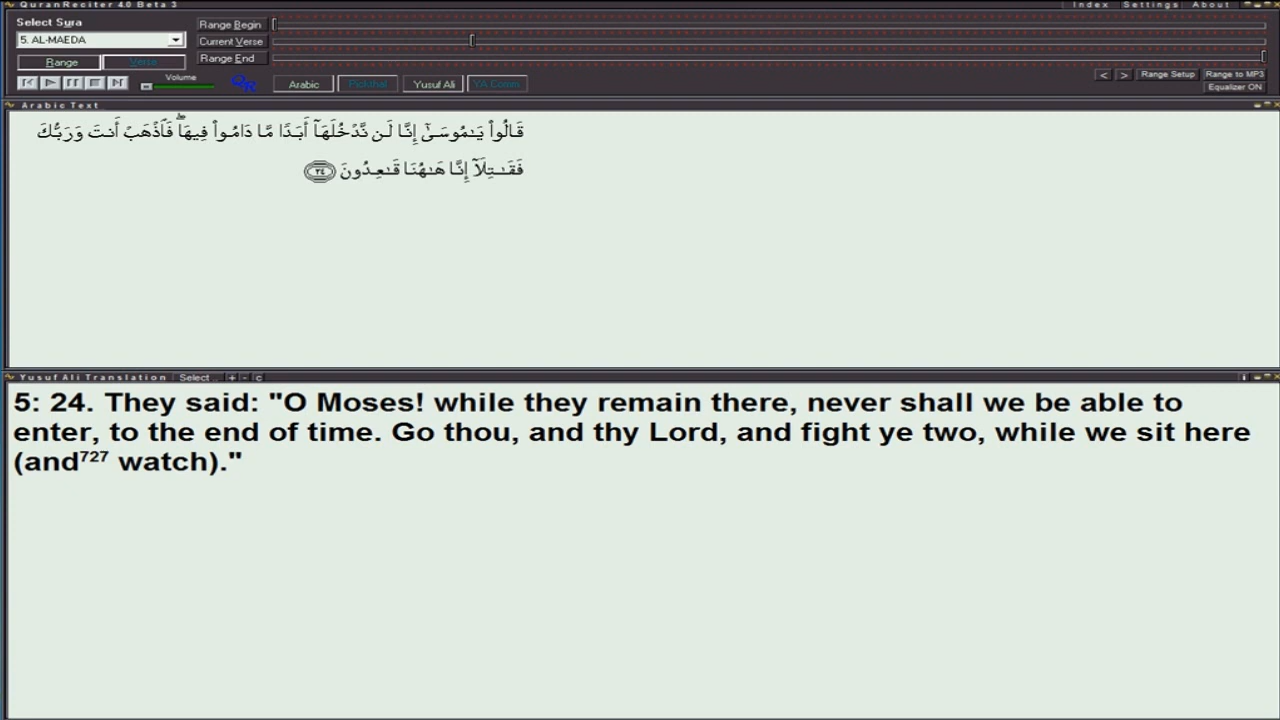 QuranReciter 4.0 Beta 3
Index Settings About
Select Sura
Range Begin
5. AL-MAEDA
Current Verse
Range Verse
Range End
Volume
QR
Arabic Pickthal Yusuf Ali YA Comm
< > Range Setup Range to MP3
Equalizer ON
Arabic Text
قَالُوا۟ يَـٰمُوسَىٰٓ إِنَّا لَن نَّدْخُلَهَآ أَبَدًا مَّا دَامُوا۟ فِيهَا ۖ فَٱذْهَبْ أَنتَ وَرَبُّكَ
فَقَـٰتِلَآ إِنَّا هَـٰهُنَا قَـٰعِدُونَ ٢٤
Yusuf Ali Translation Select.. + - c i
5: 24. They said: "O Moses! while they remain there, never shall we be able to
enter, to the end of time. Go thou, and thy Lord, and fight ye two, while we sit here
(and727 watch)."